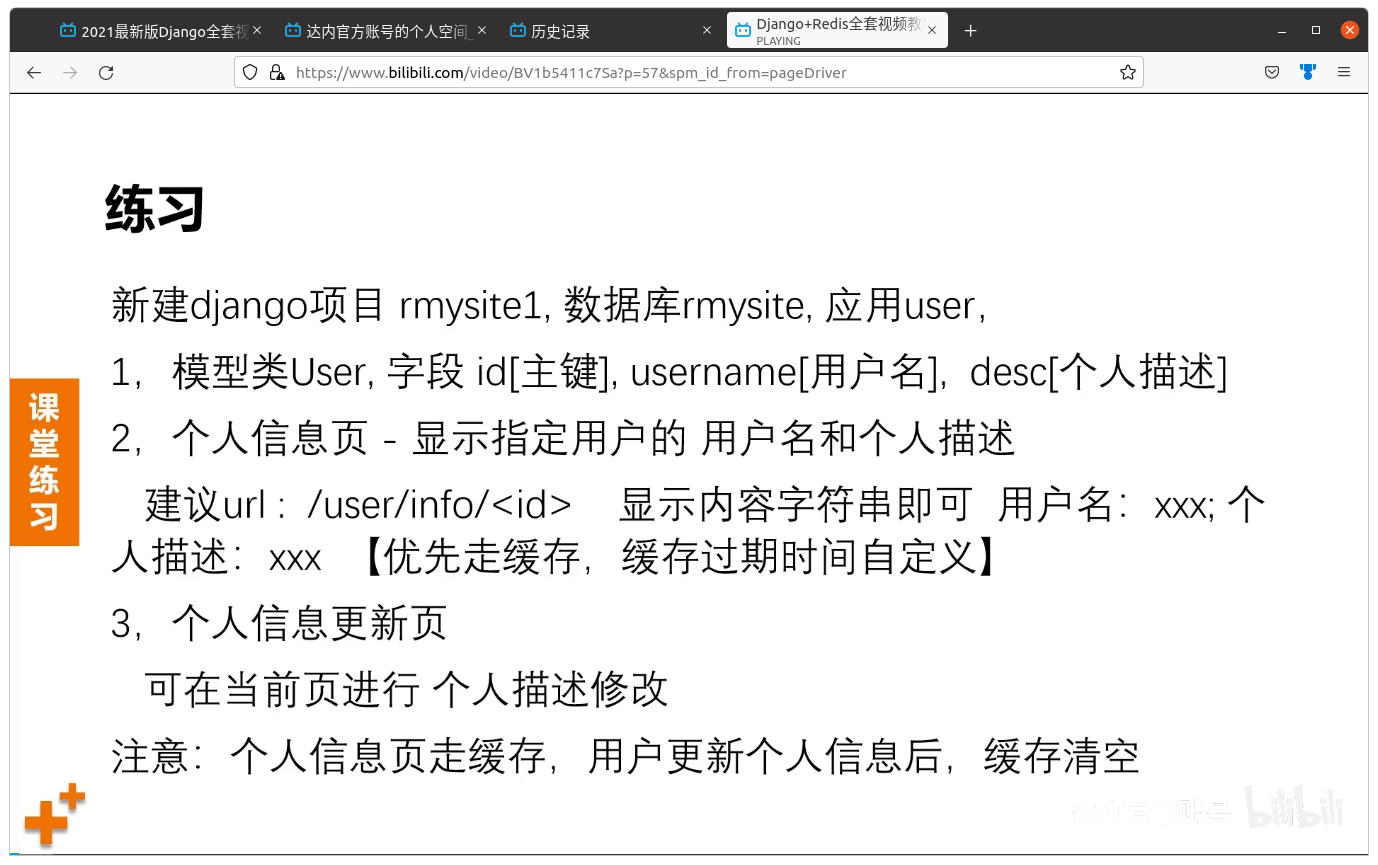 2021最新版Django全套视
达内官方账号的个人空间_
历史记录
Django+Redis全套视频教
PLAYING
https://www.bilibili.com/video/BV1b5411c7Sa?p=57&spm_id_from=pageDriver
练习
新建django项目 rmysite1, 数据库rmysite, 应用user,
1, 模型类User, 字段 id[主键], username[用户名], desc[个人描述]
2, 个人信息页 - 显示指定用户的 用户名和个人描述
建议url : /user/info/<id> 显示内容字符串即可 用户名：xxx; 个
人描述：xxx 【优先走缓存，缓存过期时间自定义】
3, 个人信息更新页
可在当前页进行 个人描述修改
注意：个人信息页走缓存，用户更新个人信息后，缓存清空
课堂练习
bilibili